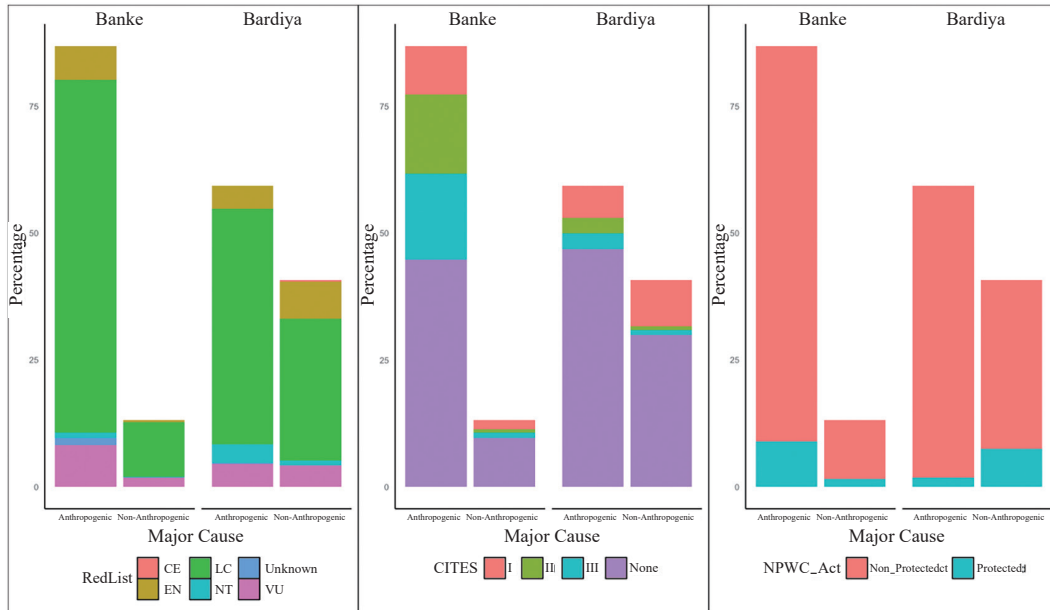 Banke Bardiya
Percentage
75
50
25
0
Anthropogenic Non-Anthropogenic Anthropogenic Non-Anthropogenic
Major Cause
RedList CE LC Unknown
EN NT VU
Banke Bardiya
Percentage
75
50
25
0
Anthropogenic Non-Anthropogenic Anthropogenic Non-Anthropogenic
Major Cause
CITES I II III None
Banke Bardiya
Percentage
75
50
25
0
Anthropogenic Non-Anthropogenic Anthropogenic Non-Anthropogenic
Major Cause
NPWC_Act Non_Protectedct Protected